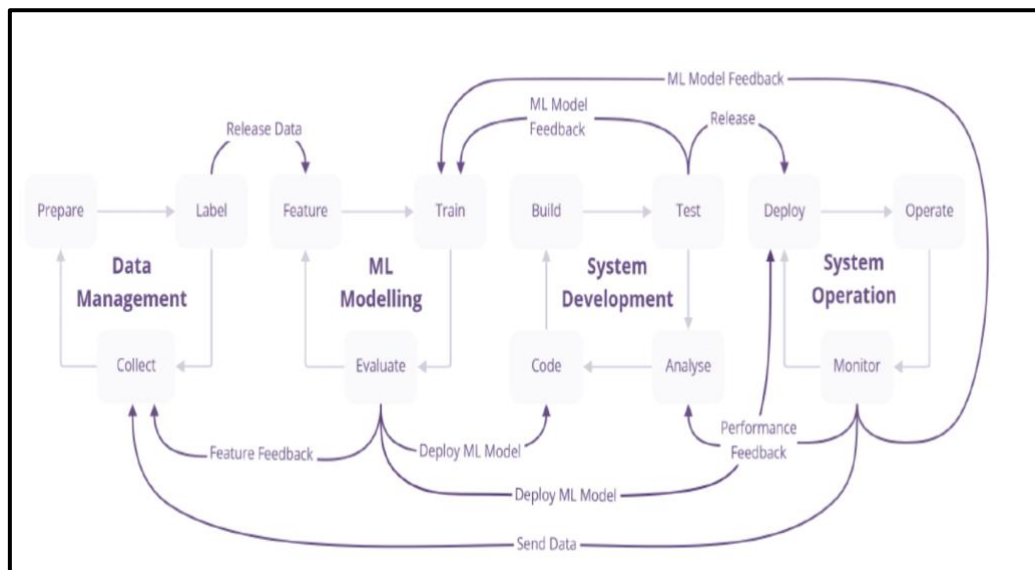 ML Model Feedback
ML Model
Feedback
Release
Release Data
Prepare
Label
Feature
Train
Build
Test
Deploy
Operate
Data
Management
ML
Modelling
System
Development
System
Operation
Collect
Evaluate
Code
Analyse
Monitor
Feature Feedback
Deploy ML Model
Performance
Feedback
Deploy ML Model
Send Data